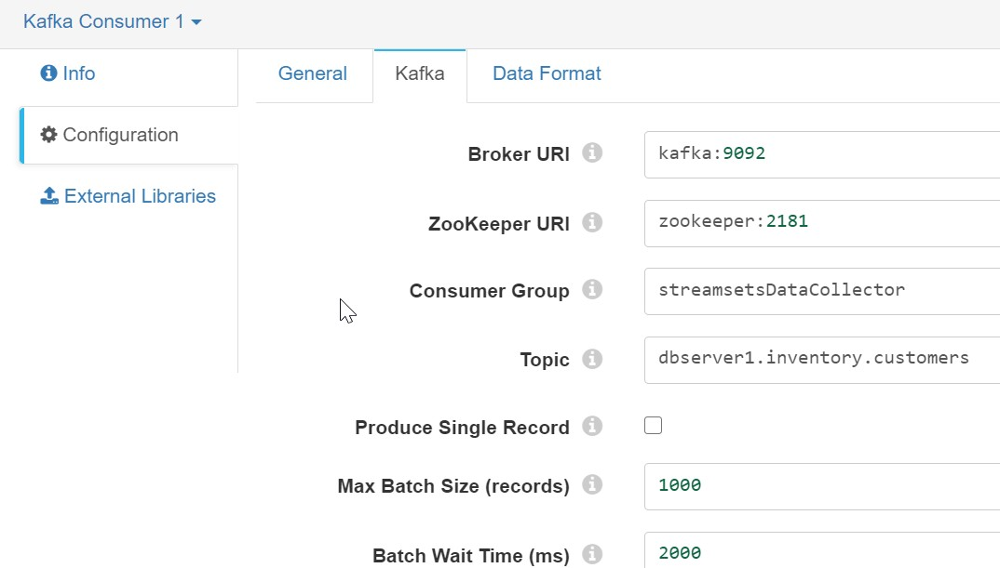 Kafka Consumer 1
Info
General
Kafka
Data Format
Configuration
External Libraries
Broker URI
kafka:9092
ZooKeeper URI
zookeeper:2181
Consumer Group
streamsetsDataCollector
Topic
dbserver1.inventory.customers
Produce Single Record
Max Batch Size (records)
1000
Batch Wait Time (ms)
2000